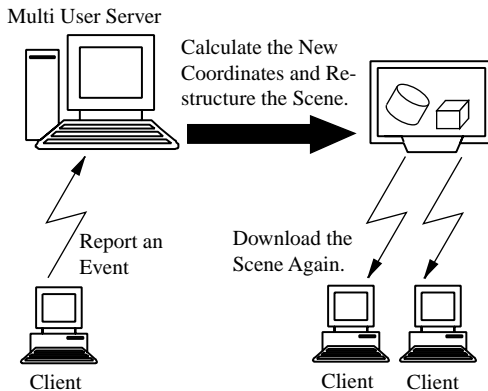 Multi User Server
Calculate the New
Coordinates and Re-
structure the Scene.
Report an
Event
Download the
Scene Again.
Client
Client
Client